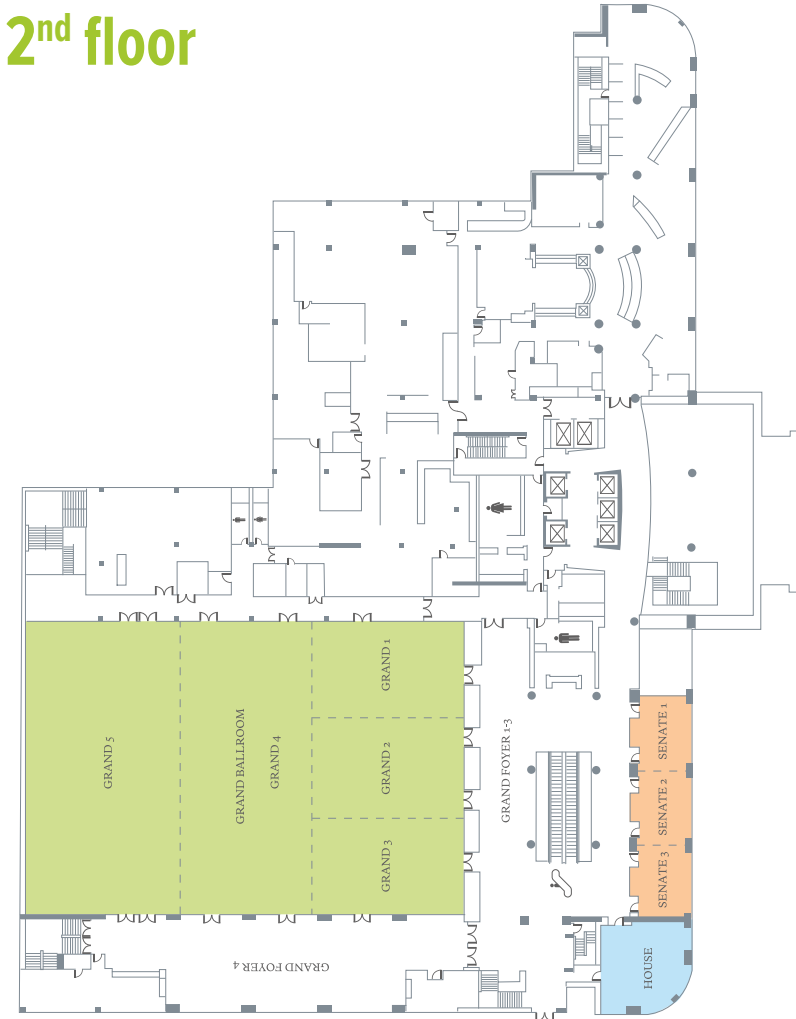 2nd floor
GRAND 1
GRAND 2
GRAND 3
GRAND 4
GRAND 5
GRAND BALLROOM
GRAND FOYER 1-3
SENATE 1
SENATE 2
SENATE 3
HOUSE
GRAND FOYER 4